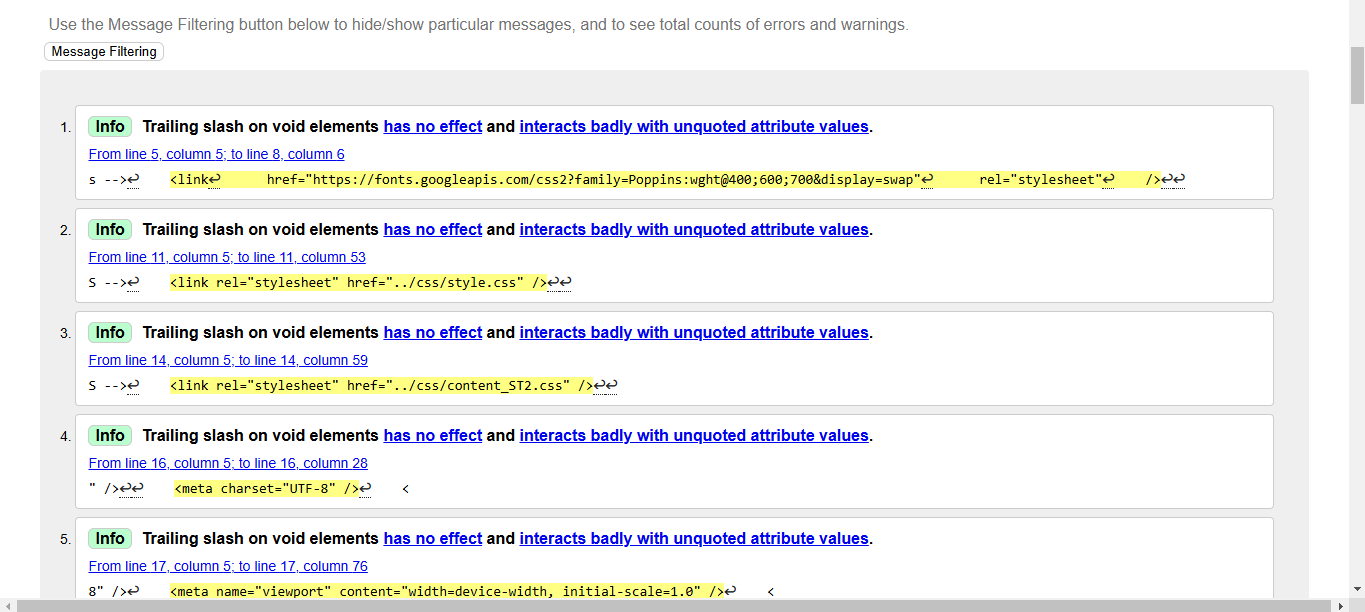 Use the Message Filtering button below to hide/show particular messages, and to see total counts of errors and warnings.
Message Filtering
1. Info Trailing slash on void elements has no effect and interacts badly with unquoted attribute values.
From line 5, column 5; to line 8, column 6
s -->↩ <link↩ href="https://fonts.googleapis.com/css2?family=Poppins:wght@400;600;700&display=swap"↩ rel="stylesheet"↩ />↩↩
2. Info Trailing slash on void elements has no effect and interacts badly with unquoted attribute values.
From line 11, column 5; to line 11, column 53
S -->↩ <link rel="stylesheet" href="../css/style.css" />↩↩
3. Info Trailing slash on void elements has no effect and interacts badly with unquoted attribute values.
From line 14, column 5; to line 14, column 59
S -->↩ <link rel="stylesheet" href="../css/content_ST2.css" />↩↩
4. Info Trailing slash on void elements has no effect and interacts badly with unquoted attribute values.
From line 16, column 5; to line 16, column 28
" />↩↩ <meta charset="UTF-8" />↩ <
5. Info Trailing slash on void elements has no effect and interacts badly with unquoted attribute values.
From line 17, column 5; to line 17, column 76
8" />↩ <meta name="viewport" content="width=device-width, initial-scale=1.0" />↩ <